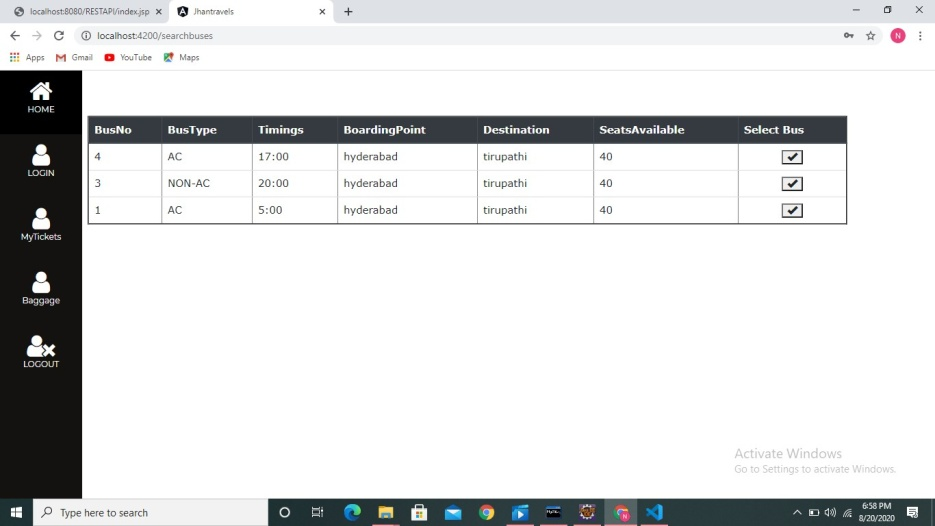 localhost:8080/RESTAPI/index.jsp
Jhantravels
localhost:4200/searchbuses
N
Apps
Gmail
YouTube
Maps
HOME
LOGIN
MyTickets
Baggage
LOGOUT
BusNo BusType Timings BoardingPoint Destination SeatsAvailable Select Bus
4 AC 17:00 hyderabad tirupathi 40
3 NON-AC 20:00 hyderabad tirupathi 40
1 AC 5:00 hyderabad tirupathi 40
Activate Windows
Go to Settings to activate Windows.
Type here to search
6:58 PM
8/20/2020